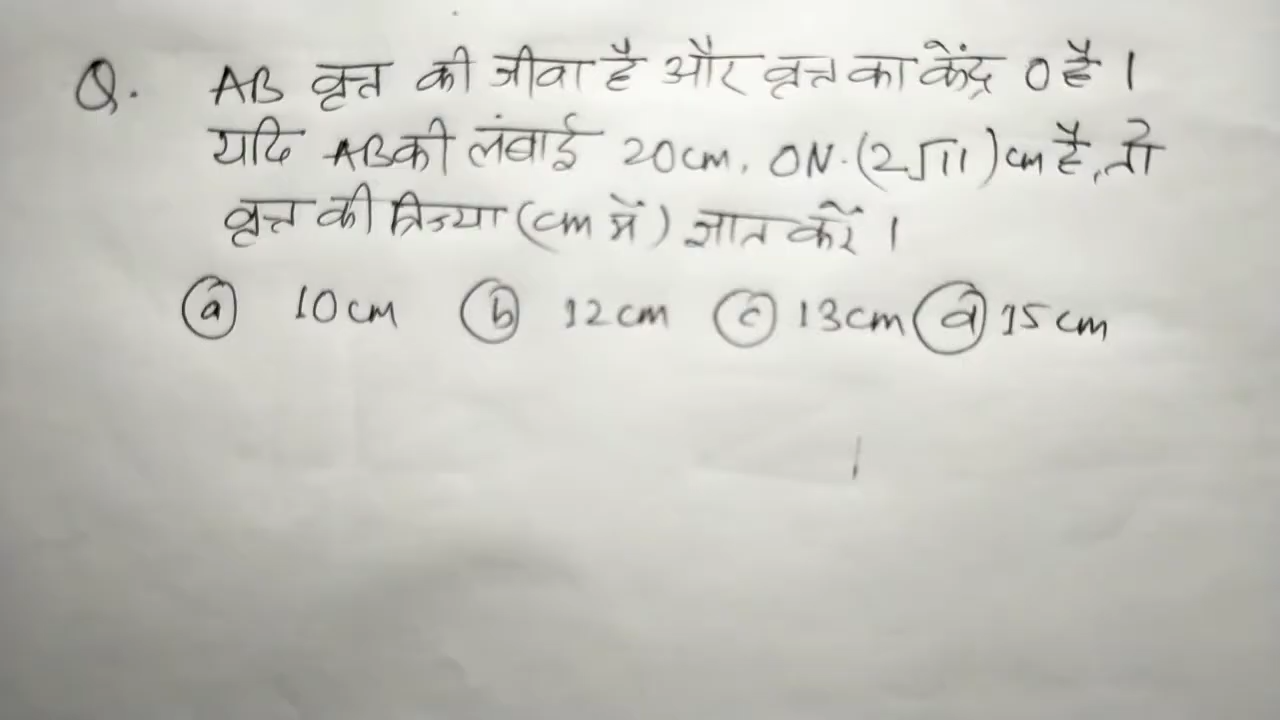 Q. AB वृत्त की जीवा है और वृत्त का केंद्र O है ।
यदि AB की लंबाई 20cm, ON.(2√11) cm है, तो
वृत्त की त्रिज्या (cm में) ज्ञात करें ।
(a) 10cm (b) 12cm (c) 13cm (d) 15cm